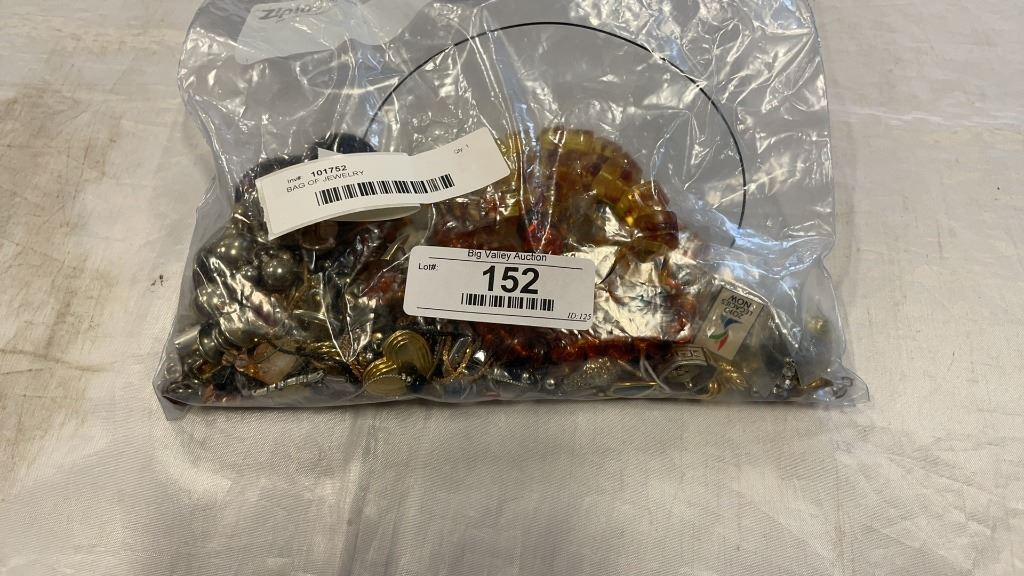 Ziploc
Inv#: 101752 Qty 1
BAG OF JEWELRY
Big Valley Auction
Lot#: 152
ID:125